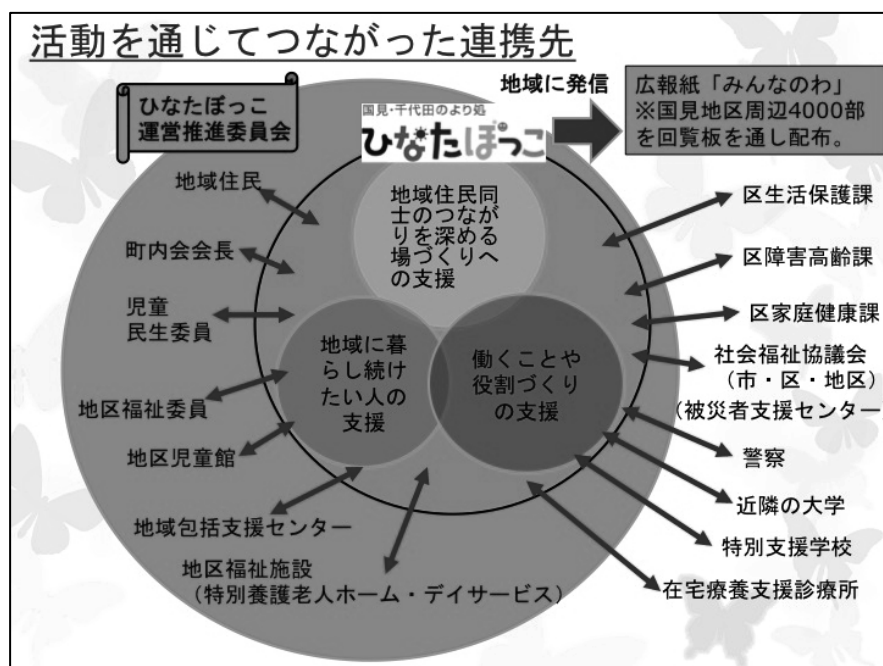 活動を通じてつながった連携先
ひなたぼっこ
運営推進委員会
国見・千代田のより処
ひなたぼっこ
地域に発信
広報紙「みんなのわ」
※国見地区周辺4000部
を回覧板を通し配布。
地域住民同
士のつなが
りを深める
場づくりへ
の支援
地域に暮
らし続け
たい人の
支援
働くことや
役割づくり
の支援
地域住民
町内会会長
児童
民生委員
地区福祉委員
地区児童館
地域包括支援センター
地区福祉施設
（特別養護老人ホーム・デイサービス）
区生活保護課
区障害高齢課
区家庭健康課
社会福祉協議会
（市・区・地区）
（被災者支援センター
警察
近隣の大学
特別支援学校
在宅療養支援診療所